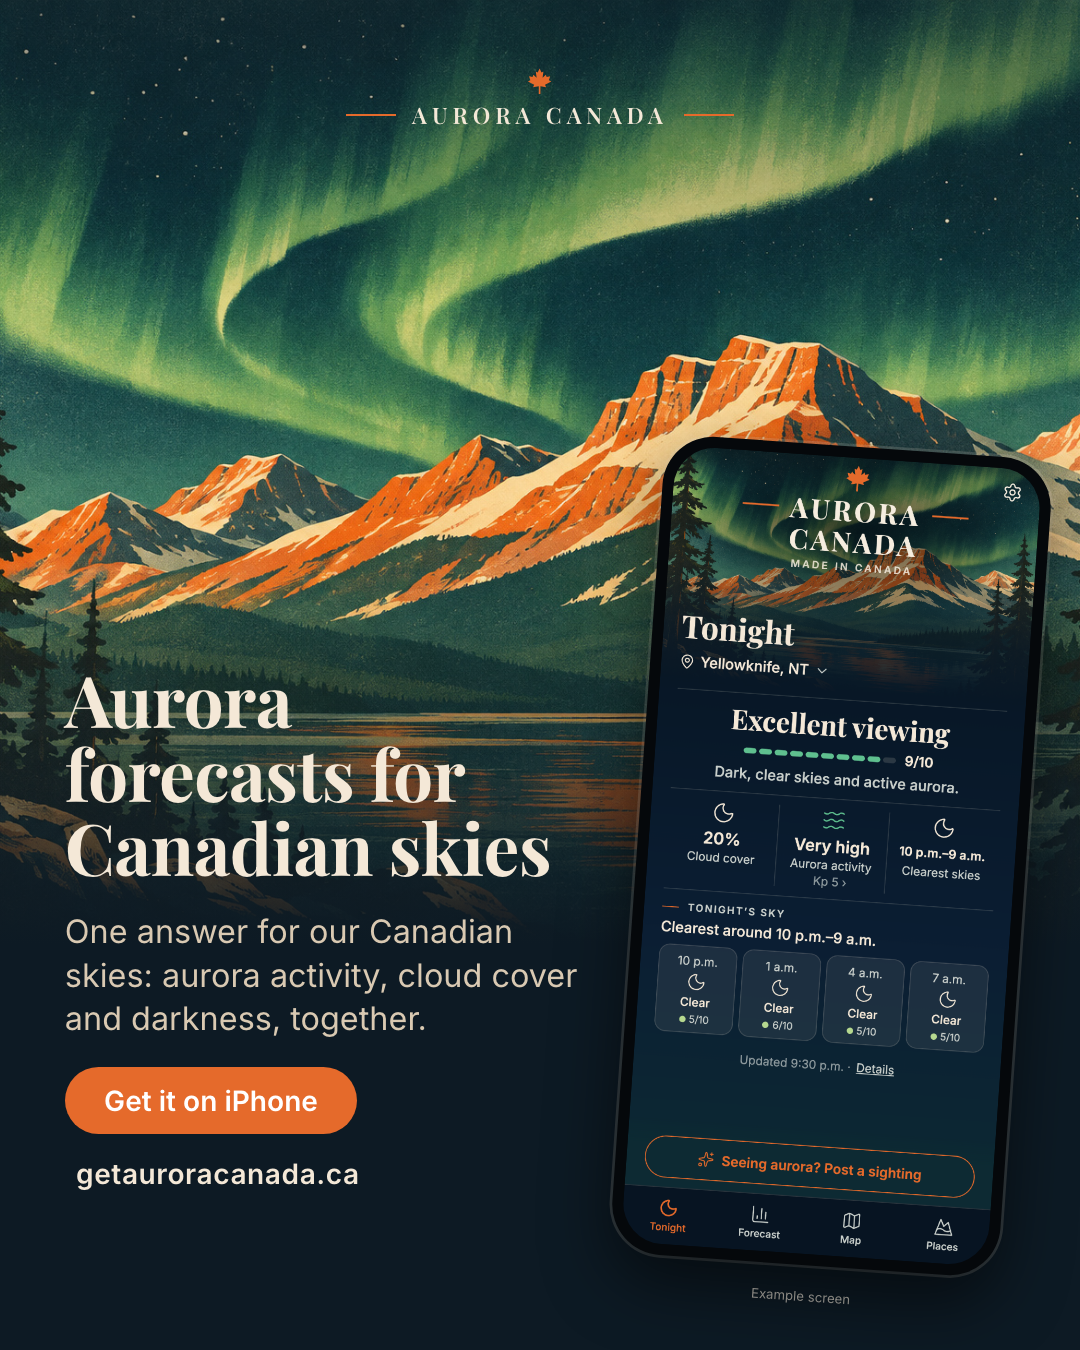 AURORA CANADA
Aurora
forecasts for
Canadian skies
One answer for our Canadian
skies: aurora activity, cloud cover
and darkness, together.
Get it on iPhone
getauroracanada.ca
AURORA
CANADA
MADE IN CANADA
Tonight
Yellowknife, NT
Excellent viewing
9/10
Dark, clear skies and active aurora.
20%
Cloud cover
Very high
Aurora activity
Kp 5 ›
10 p.m.–9 a.m.
Clearest skies
TONIGHT'S SKY
Clearest around 10 p.m.–9 a.m.
10 p.m.
Clear
5/10
1 a.m.
Clear
6/10
4 a.m.
Clear
5/10
7 a.m.
Clear
5/10
Updated 9:30 p.m. · Details
Seeing aurora? Post a sighting
Tonight
Forecast
Map
Places
Example screen